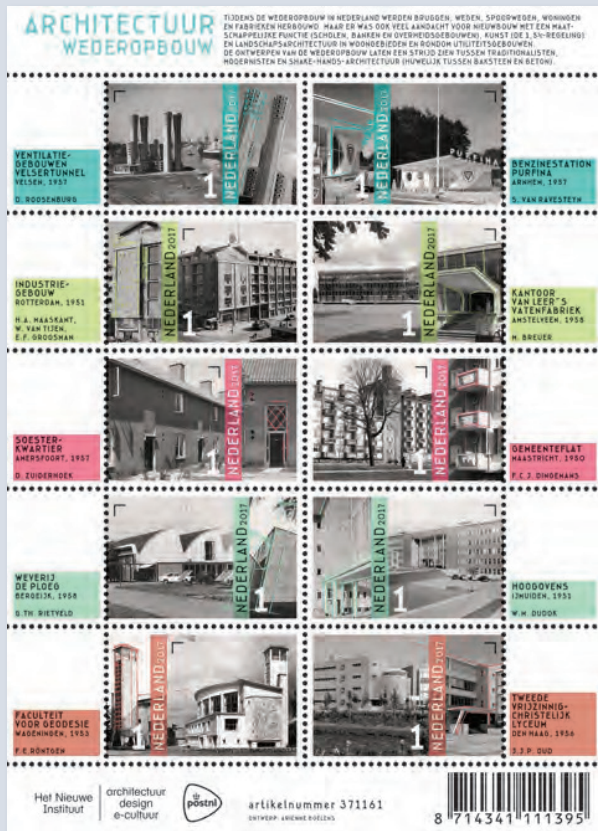 ARCHITECTUUR
WEDEROPBOUW
TIJDENS DE WEDEROPBOUW IN NEDERLAND WERDEN BRUGGEN, WEGEN, SPOORWEGEN, WONINGEN
EN FABRIEKEN HERBOUWD. MAAR ER WAS OOK VEEL AANDACHT VOOR NIEUWBOUW MET EEN MAAT-
SCHAPPELIJKE FUNCTIE (SCHOLEN, BANKEN EN OVERHEIDSGEBOUWEN), KUNST (DE 1,5%-REGELING)
EN LANDSCHAPSARCHITECTUUR IN WOONGEBIEDEN EN RONDOM UTILITEITSGEBOUWEN.
DE ONTWERPEN VAN DE WEDEROPBOUW LATEN EEN STRIJD ZIEN TUSSEN TRADITIONALISTEN,
MODERNISTEN EN SHAKE-HANDS-ARCHITECTUUR (HUWELIJK TUSSEN BAKSTEEN EN BETON).
VENTILATIE-
GEBOUWEN
VELSERTUNNEL
VELSEN, 1957
D. ROOSENBURG
1
NEDERLAND 2017
1
NEDERLAND 2017
PURFINA
BENZINESTATION
PURFINA
ARNHEM, 1957
S. VAN RAVESTEYN
INDUSTRIE-
GEBOUW
ROTTERDAM, 1951
H.A. MAASKANT,
W. VAN TIJEN,
E.F. GROOSMAN
NEDERLAND 2017
1
1
NEDERLAND 2017
KANTOOR
VAN LEER"S
VATENFABRIEK
AMSTELVEEN, 1958
M. BREUER
SOESTER-
KWARTIER
AMERSFOORT, 1957
D. ZUIDERHOEK
1
NEDERLAND 2017
1
NEDERLAND 2017
GEMEENTEFLAT
MAASTRICHT, 1950
F.C.J. DINGEMANS
WEVERIJ
DE PLOEG
BERGEIJK, 1958
G.TH. RIETVELD
NEDERLAND 2017
1
NEDERLAND 2017
1
HOOGOVENS
IJMUIDEN, 1951
W.M. DUDOK
FACULTEIT
VOOR GEODESIE
WAGENINGEN, 1953
F.E. RÖNTGEN
1
NEDERLAND 2017
1
NEDERLAND 2017
TWEEDE
VRIJZINNIG-
CHRISTELIJK
LYCEUM
DEN HAAG, 1956
J.J.P. OUD
Het Nieuwe
Instituut
architectuur
design
e-cultuur
postnl
artikelnummer 371161
ONTWERP: ARIENNE BOELENS
8 714341 111395